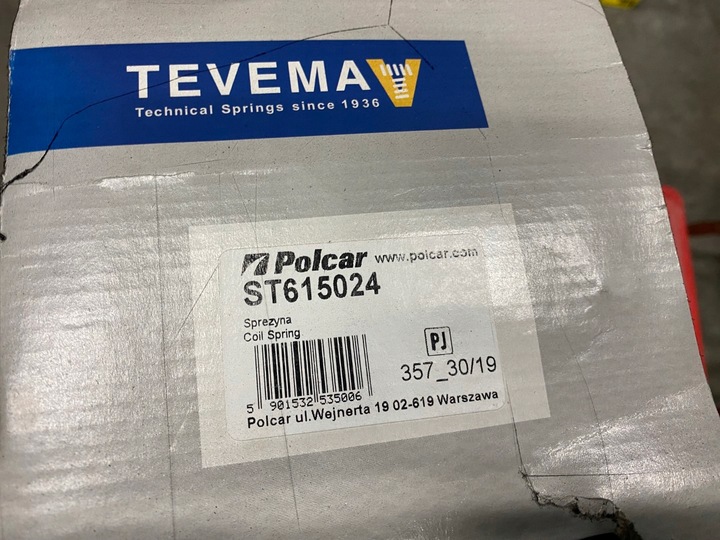 TEVEMA
Technical Springs since 1936
Polcar www.polcar.com
ST615024
Sprezyna
Coil Spring
PJ
357_30/19
5 901532 535006
Polcar ul.Wejnerta 19 02-619 Warszawa